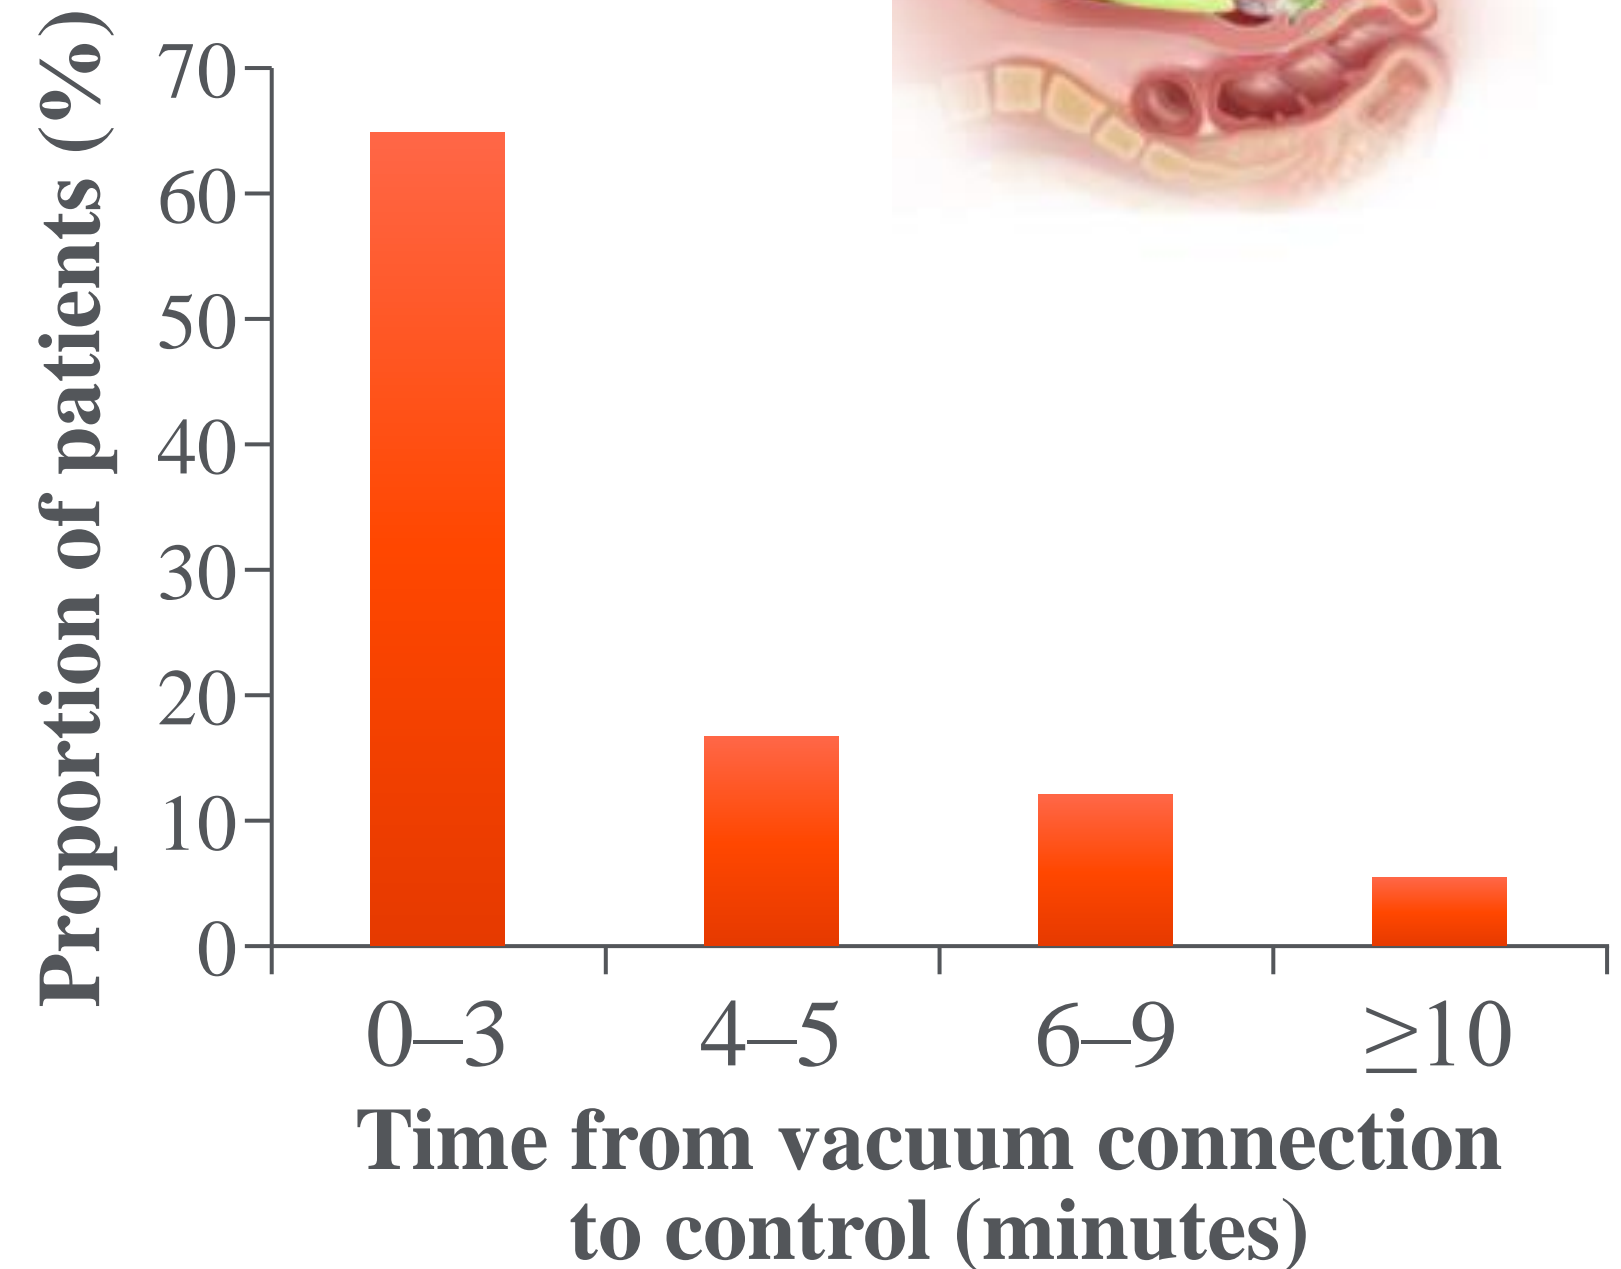 Proportion of patients (%)
70
60
50
40
30
20
10
0
0–3 4–5 6–9 ≥10
Time from vacuum connection
to control (minutes)